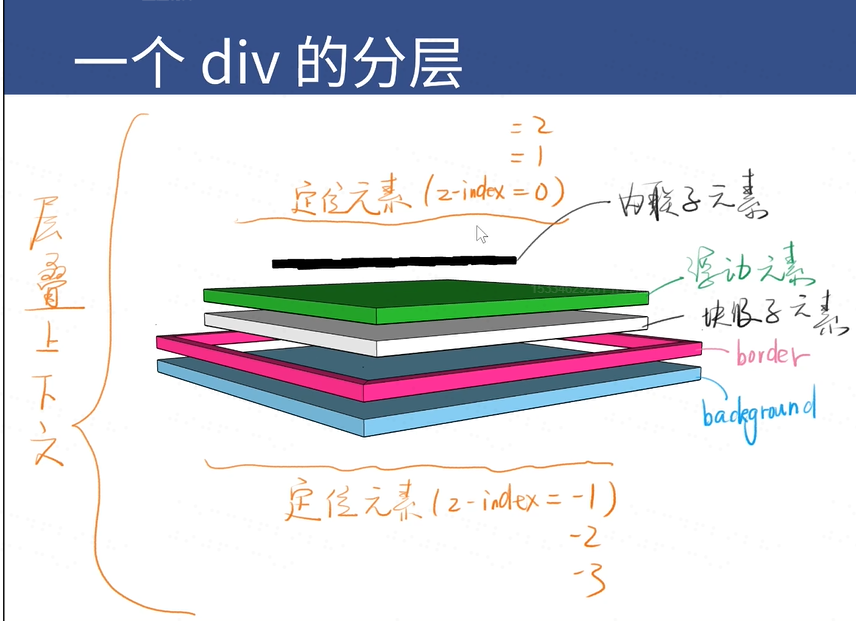 一个 div 的分层
= 2
= 1
定位元素 (z-index = 0)
内联子元素
浮动元素
块级子元素
border
background
层叠上下文
定位元素 (z-index = -1)
-2
-3